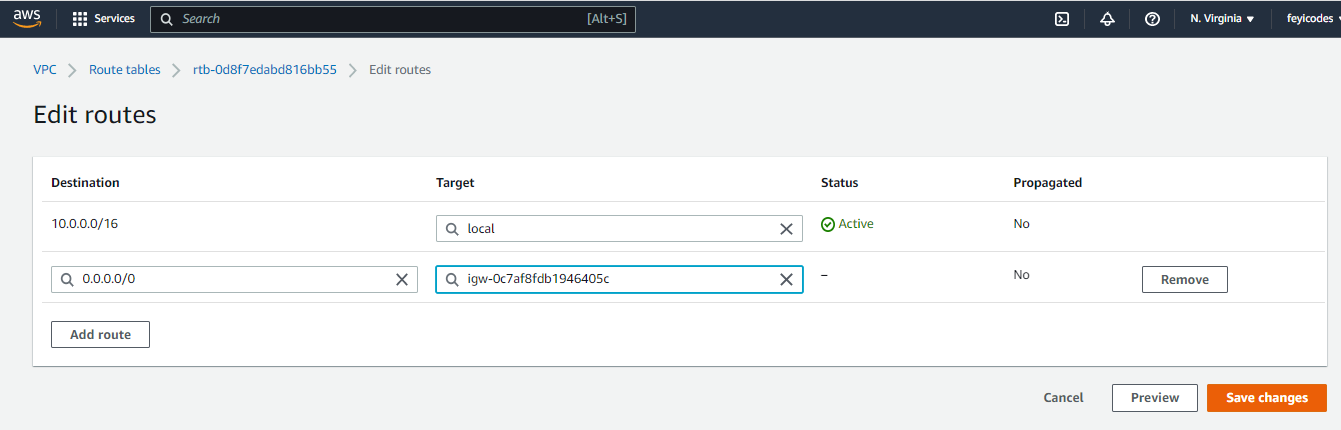 aws Services Search [Alt+S] N. Virginia feyicodes
VPC Route tables rtb-0d8f7edabd816bb55 Edit routes
Edit routes
Destination Target Status Propagated
10.0.0.0/16 local Active No
0.0.0.0/0 igw-0c7af8fdb1946405c – No Remove
Add route
Cancel Preview Save changes